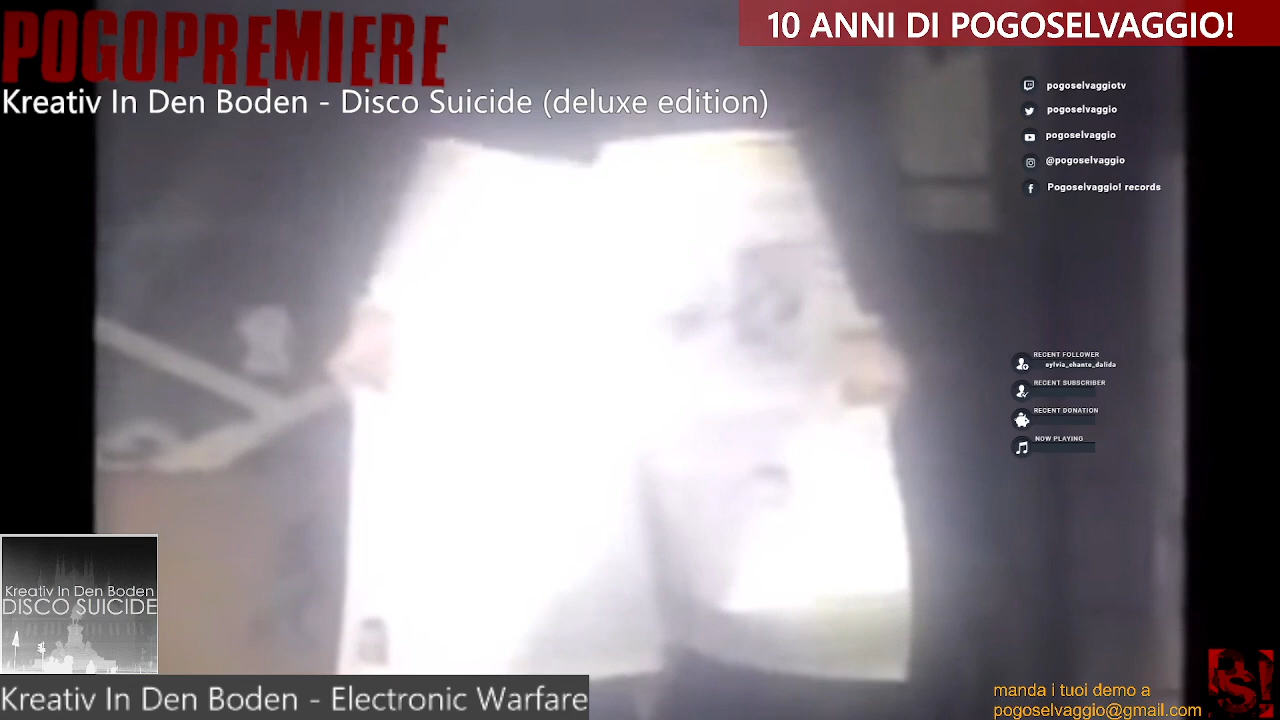 POGOPREMIERE
10 ANNI DI POGOSELVAGGIO!
Kreativ In Den Boden - Disco Suicide (deluxe edition)
pogoselvaggiotv
pogoselvaggio
pogoselvaggio
@pogoselvaggio
Pogoselvaggio! records
RECENT FOLLOWER
sylvia_chante_dalida
RECENT SUBSCRIBER
RECENT DONATION
NOW PLAYING
Kreativ In Den Boden
DISCO SUICIDE
Kreativ In Den Boden - Electronic Warfare
manda i tuoi demo a
pogoselvaggio@gmail.com
PS!